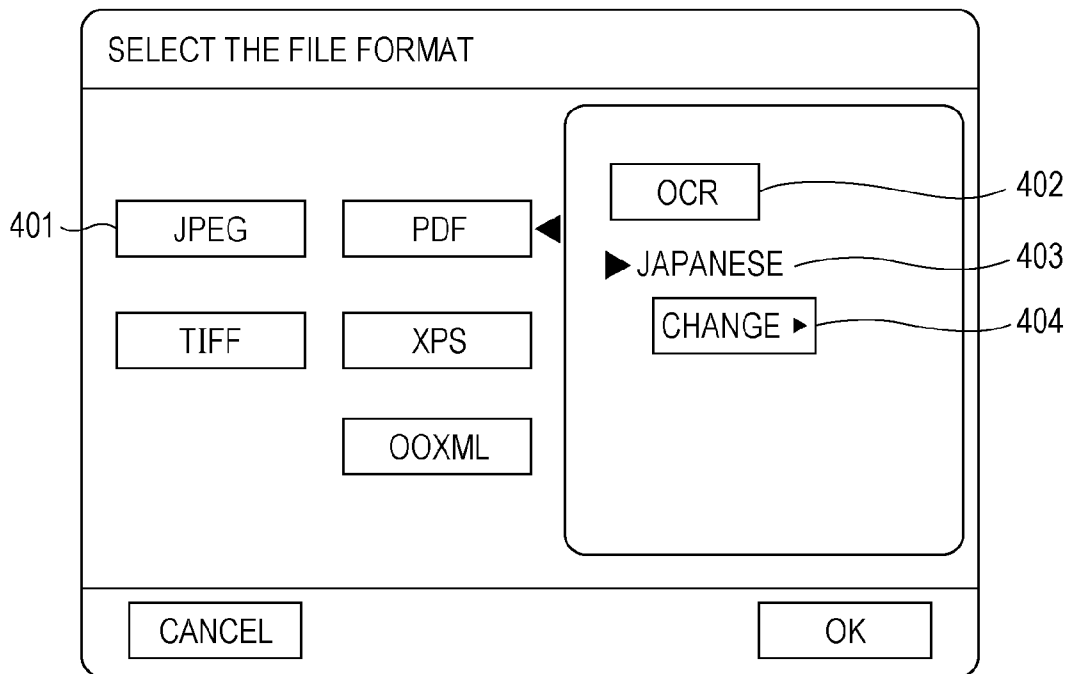 SELECT THE FILE FORMAT
OCR 402
401 JPEG PDF
JAPANESE 403
TIFF XPS CHANGE 404
OOXML
CANCEL OK